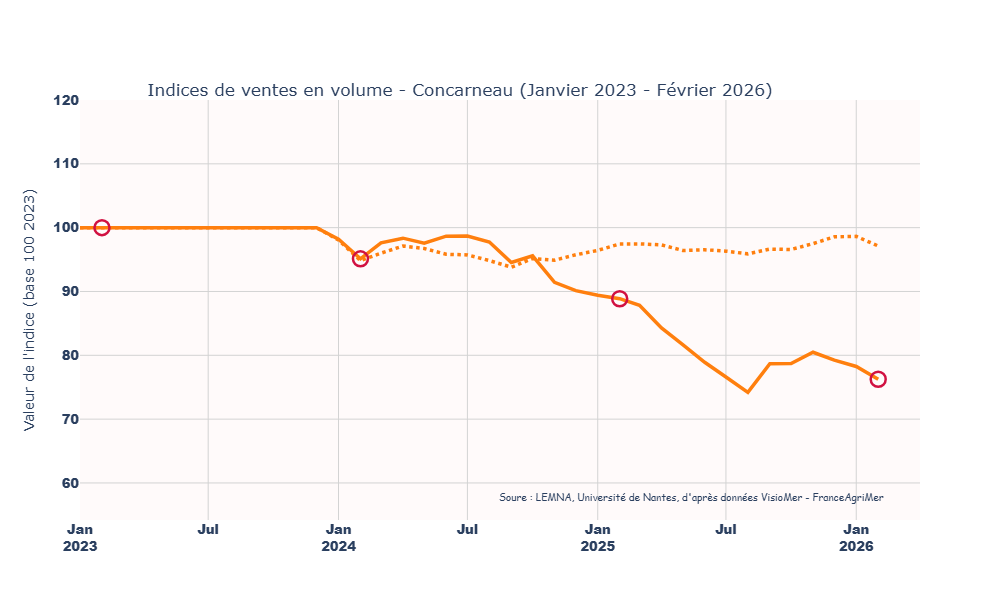 Indices de ventes en volume - Concarneau (Janvier 2023 - Février 2026)
Valeur de l'indice (base 100 2023)
120
110
100
90
80
70
60
Soure : LEMNA, Université de Nantes, d'après données VisioMer - FranceAgriMer
Jan Jul Jan Jul Jan Jul Jan
2023 2024 2025 2026